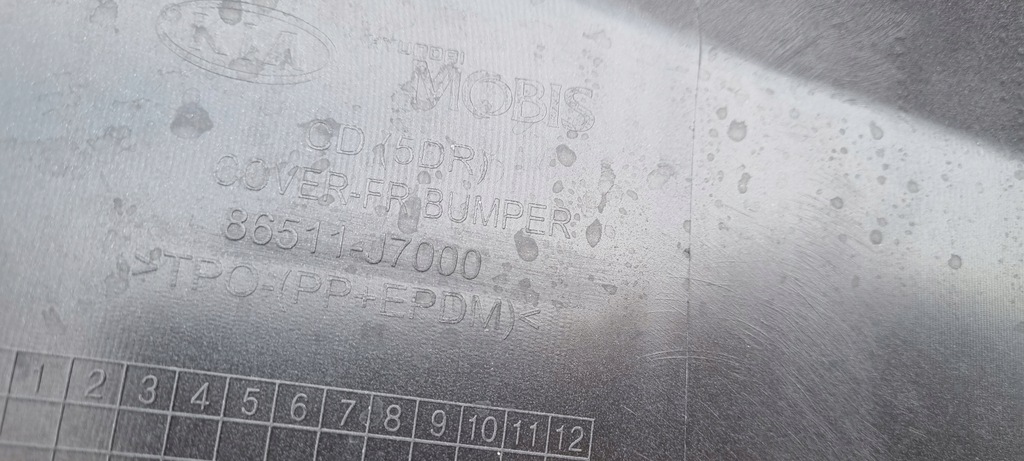 KIA
MOBIS
CD (5DR)
COVER-FR BUMPER
86511-J7000
>TPO-(PP+EPDM)<
1 2 3 4 5 6 7 8 9 10 11 12